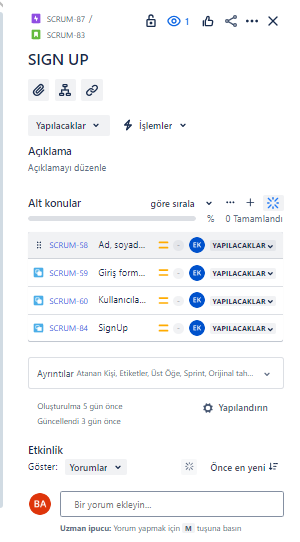 SCRUM-87 /
1
SCRUM-83
SIGN UP
Yapılacaklar
İşlemler
Açıklama
Açıklamayı düzenle
Alt konular
göre sırala
% 0 Tamamlandı
SCRUM-58 Ad, soyad... - EK YAPILACAKLAR
SCRUM-59 Giriş form... - EK YAPILACAKLAR
SCRUM-60 Kullanıcıla... - EK YAPILACAKLAR
SCRUM-84 SignUp - EK YAPILACAKLAR
Ayrıntılar Atanan Kişi, Etiketler, Üst Öğe, Sprint, Orijinal tah...
Oluşturulma 5 gün önce
Yapılandırın
Güncellendi 3 gün önce
Etkinlik
Göster: Yorumlar
Önce en yeni
BA
Bir yorum ekleyin...
Uzman ipucu: Yorum yapmak için M tuşuna basın